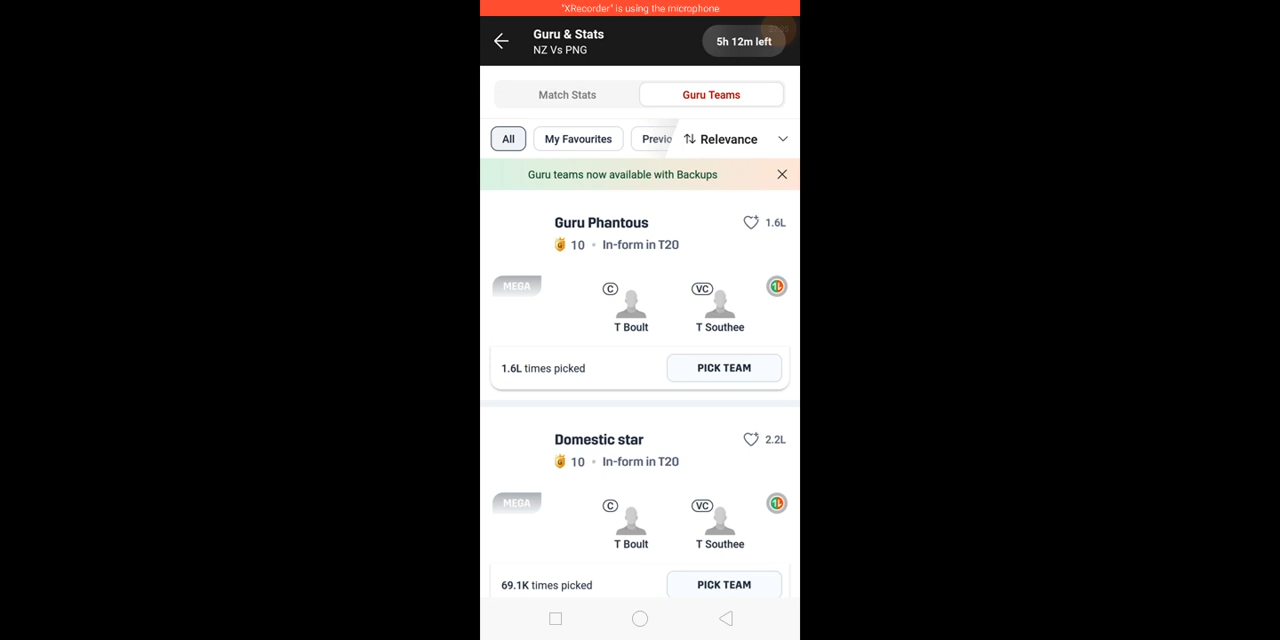 "XRecorder" is using the microphone
Guru & Stats
NZ Vs PNG
5h 12m left
Match Stats
Guru Teams
All
My Favourites
Previo
Relevance
Guru teams now available with Backups
Guru Phantous
1.6L
10 • In-form in T20
MEGA
C
VC
T Boult
T Southee
1.6L times picked
PICK TEAM
Domestic star
2.2L
10 • In-form in T20
MEGA
C
VC
T Boult
T Southee
69.1K times picked
PICK TEAM